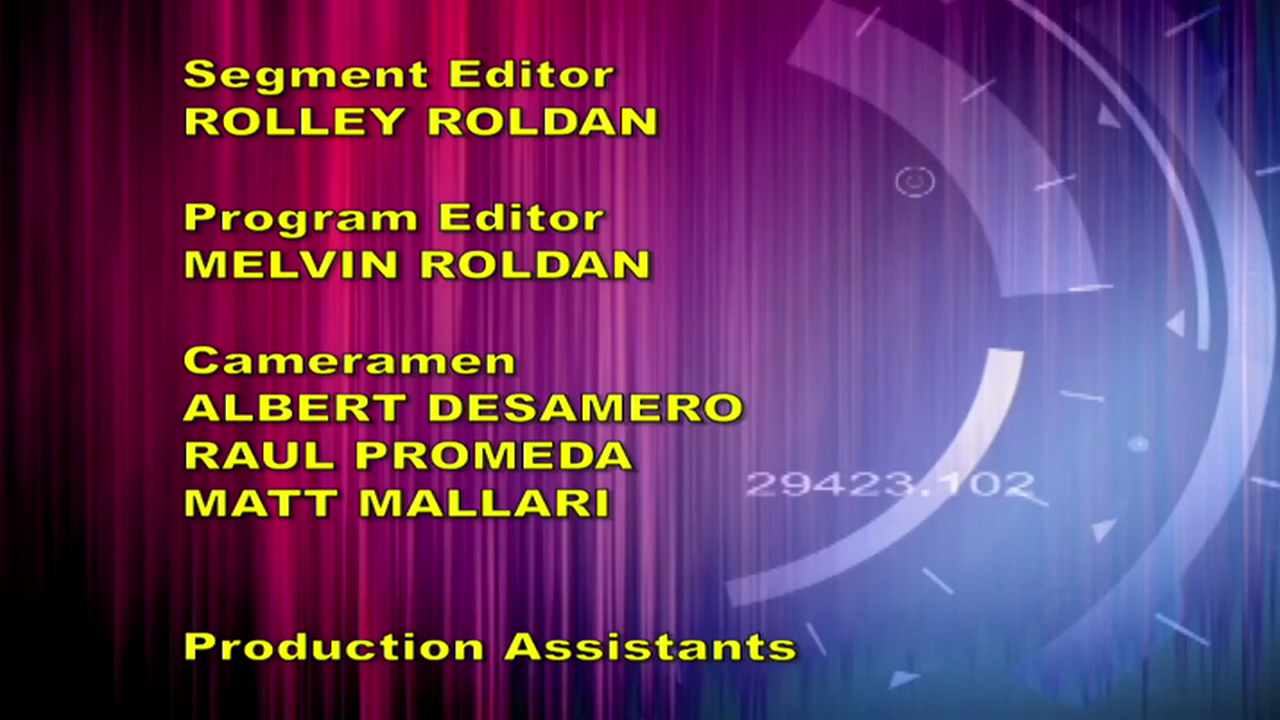 Segment Editor
ROLLEY ROLDAN
Program Editor
MELVIN ROLDAN
Cameramen
ALBERT DESAMERO
RAUL PROMEDA
MATT MALLARI
29423.102
Production Assistants